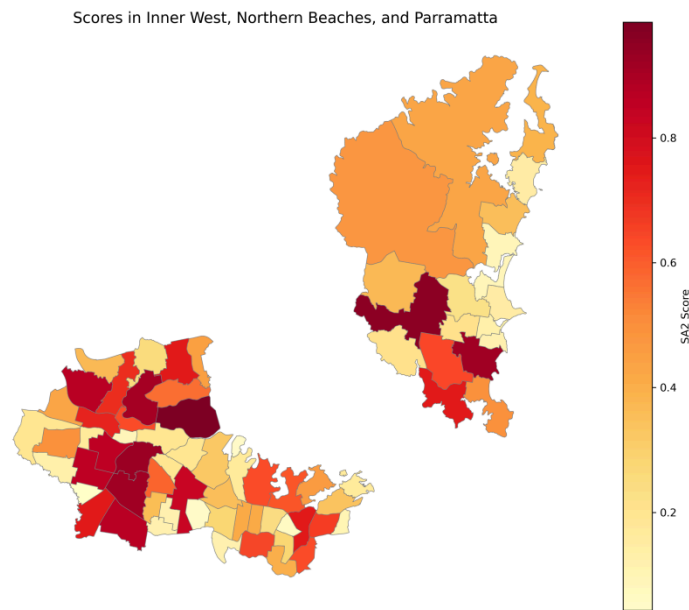 Scores in Inner West, Northern Beaches, and Parramatta
0.8
0.6
0.4
0.2
SA2 Score